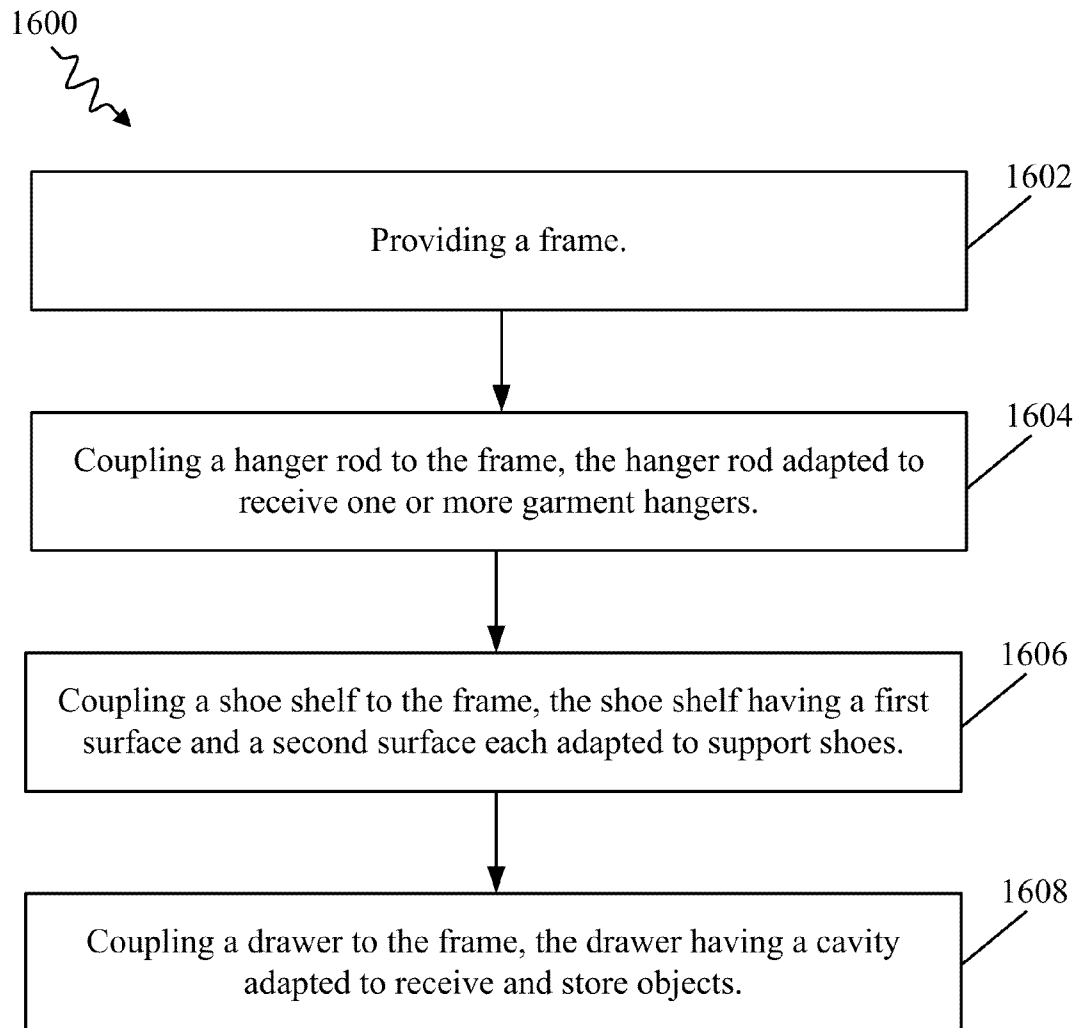 1600
1602
Providing a frame.
1604
Coupling a hanger rod to the frame, the hanger rod adapted to
receive one or more garment hangers.
1606
Coupling a shoe shelf to the frame, the shoe shelf having a first
surface and a second surface each adapted to support shoes.
1608
Coupling a drawer to the frame, the drawer having a cavity
adapted to receive and store objects.